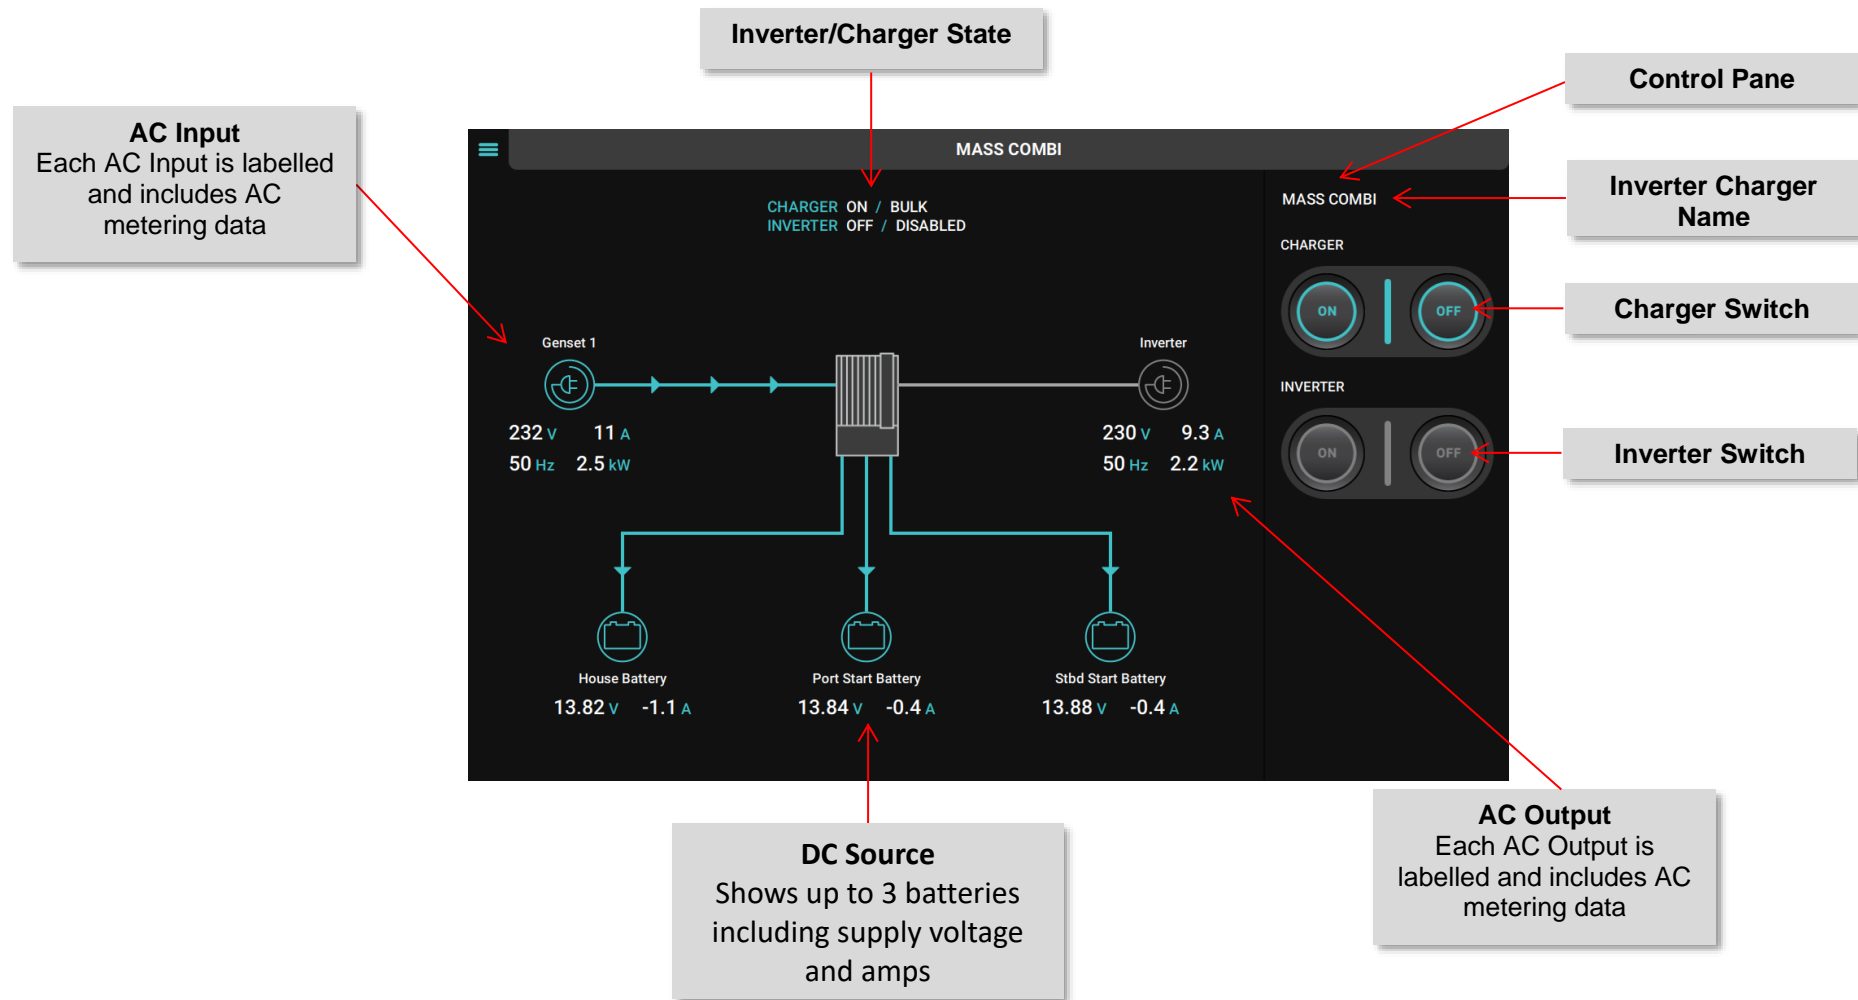 Inverter/Charger State
Control Pane
AC Input
Each AC Input is labelled
and includes AC
metering data
MASS COMBI
CHARGER ON / BULK
INVERTER OFF / DISABLED
MASS COMBI
Inverter Charger
Name
CHARGER
ON
OFF
Charger Switch
Genset 1
Inverter
232 V 11 A
50 Hz 2.5 kW
230 V 9.3 A
50 Hz 2.2 kW
INVERTER
ON
OFF
Inverter Switch
House Battery
13.82 V -1.1 A
Port Start Battery
13.84 V -0.4 A
Stbd Start Battery
13.88 V -0.4 A
DC Source
Shows up to 3 batteries
including supply voltage
and amps
AC Output
Each AC Output is
labelled and includes AC
metering data